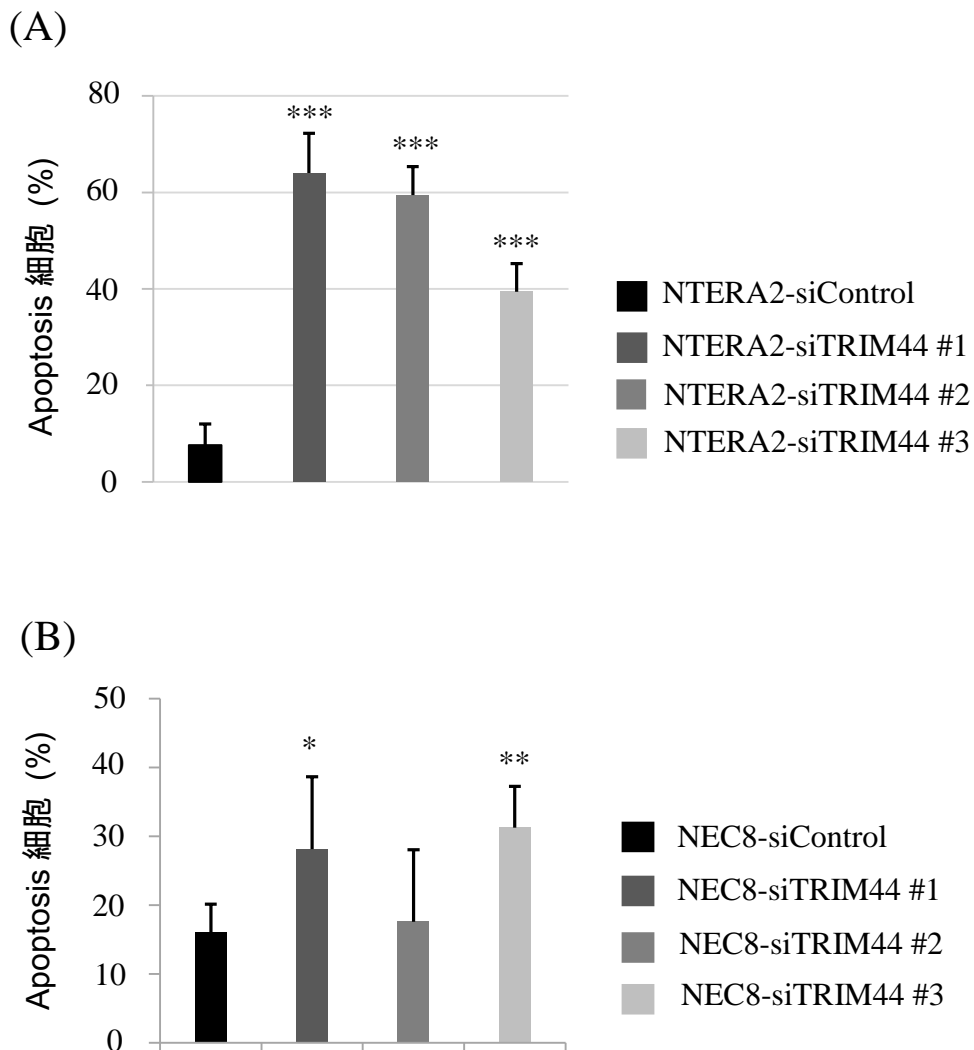 (A)
Apoptosis 細胞 (%)
80
60
40
20
0
***
***
***
NTERA2-siControl
NTERA2-siTRIM44 #1
NTERA2-siTRIM44 #2
NTERA2-siTRIM44 #3
(B)
Apoptosis 細胞 (%)
50
40
30
20
10
0
*
**
NEC8-siControl
NEC8-siTRIM44 #1
NEC8-siTRIM44 #2
NEC8-siTRIM44 #3